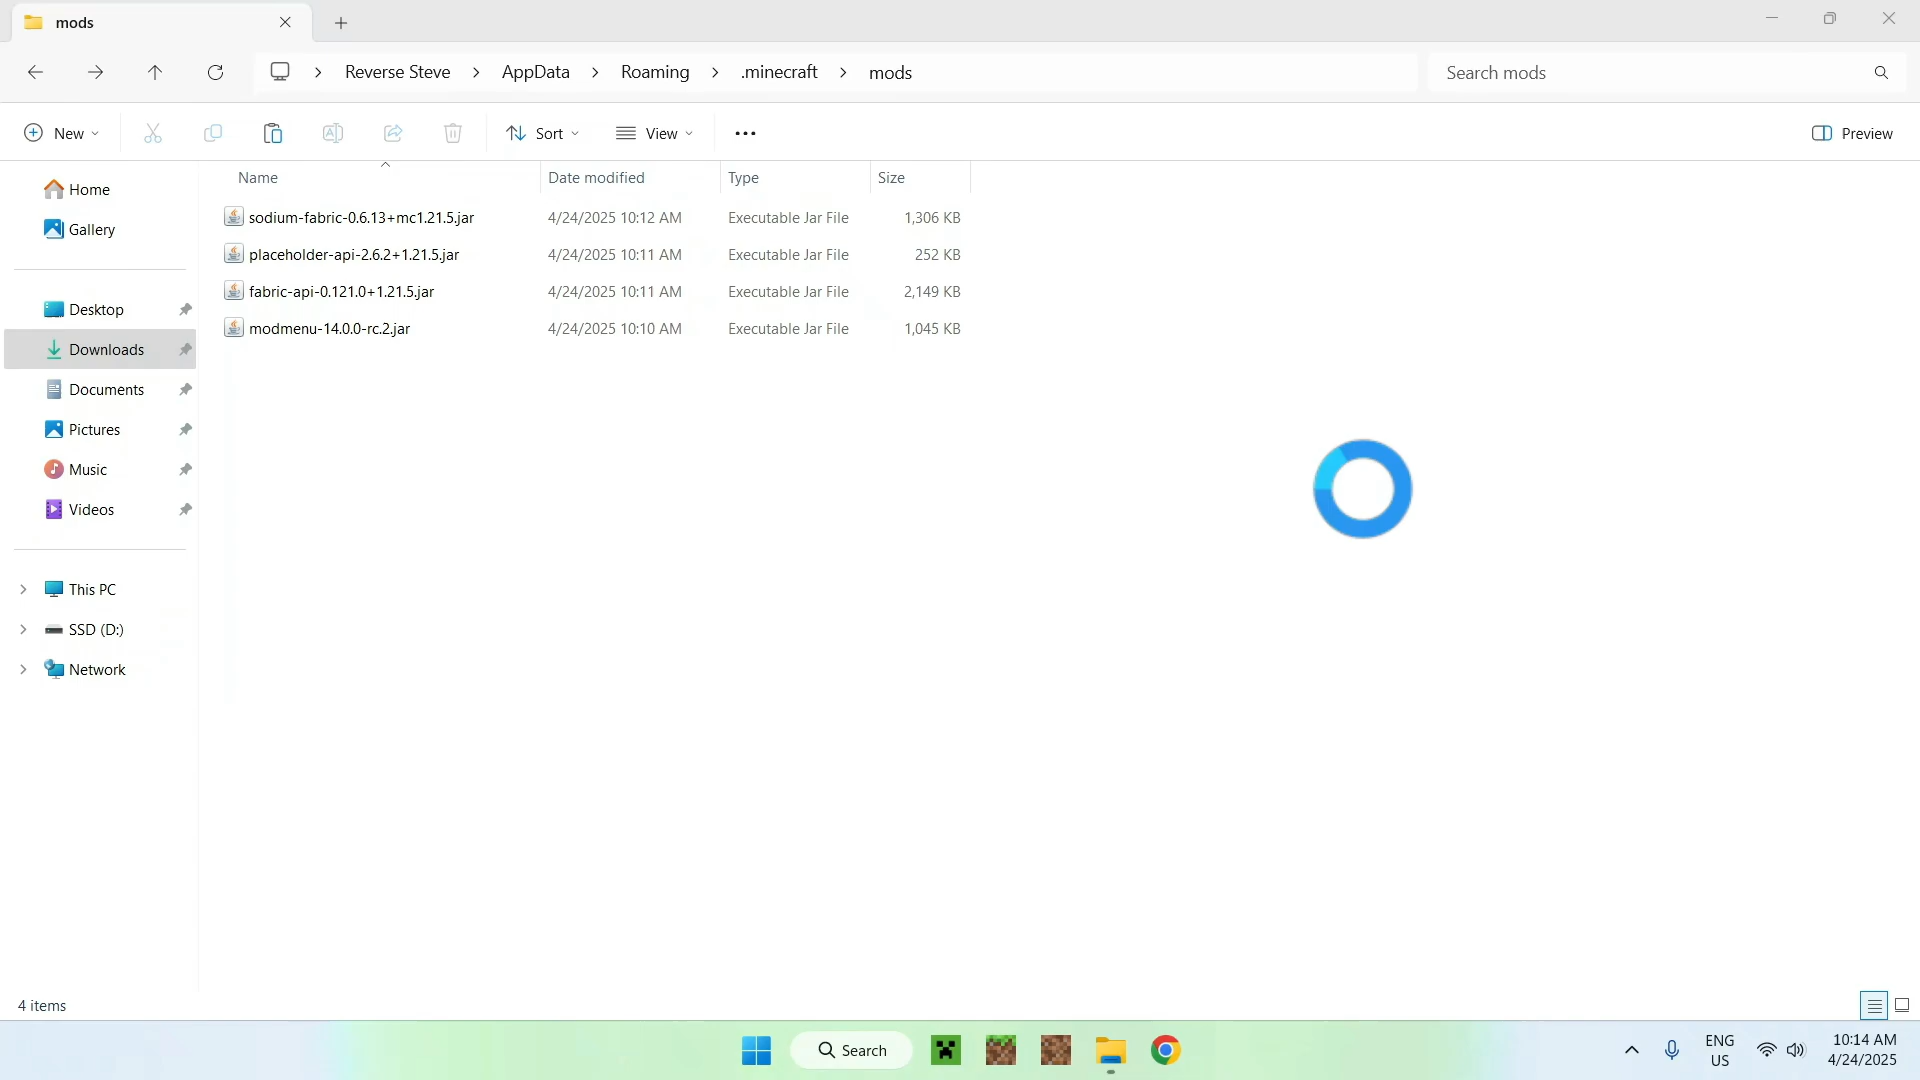 mods
Reverse Steve > AppData > Roaming > .minecraft > mods
Search mods
New
Sort
View
Preview
Name Date modified Type Size
sodium-fabric-0.6.13+mc1.21.5.jar 4/24/2025 10:12 AM Executable Jar File 1,306 KB
placeholder-api-2.6.2+1.21.5.jar 4/24/2025 10:11 AM Executable Jar File 252 KB
fabric-api-0.121.0+1.21.5.jar 4/24/2025 10:11 AM Executable Jar File 2,149 KB
modmenu-14.0.0-rc.2.jar 4/24/2025 10:10 AM Executable Jar File 1,045 KB
Home
Gallery
Desktop
Downloads
Documents
Pictures
Music
Videos
This PC
SSD (D:)
Network
4 items
Search
ENG
US
10:14 AM
4/24/2025